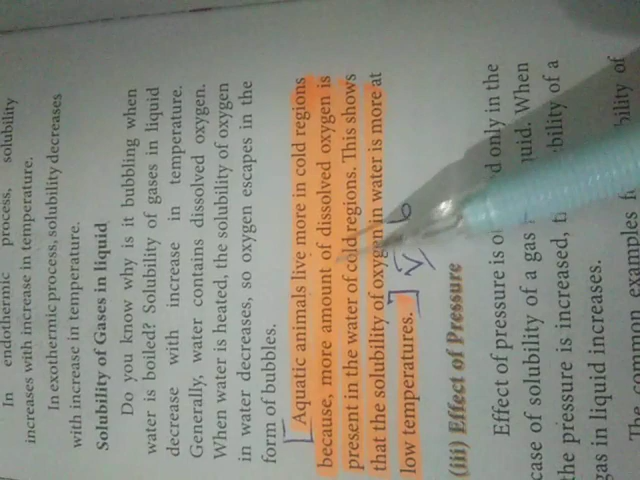 In endothermic process, solubility
increases with increase in temperature.
In exothermic process, solubility decreases
with increase in temperature.
Solubility of Gases in liquid
Do you know why is it bubbling when
water is boiled? Solubility of gases in liquid
decrease with increase in temperature.
Generally, water contains dissolved oxygen.
When water is heated, the solubility of oxygen
in water decreases, so oxygen escapes in the
form of bubbles.
Aquatic animals live more in cold regions
because, more amount of dissolved oxygen is
present in the water of cold regions. This shows
that the solubility of oxygen in water is more at
low temperatures.
(iii) Effect of Pressure
Effect of pressure is only in the
case of solubility of a gas When
the pressure is increased, of a
gas in liquid increases.
The common examples of